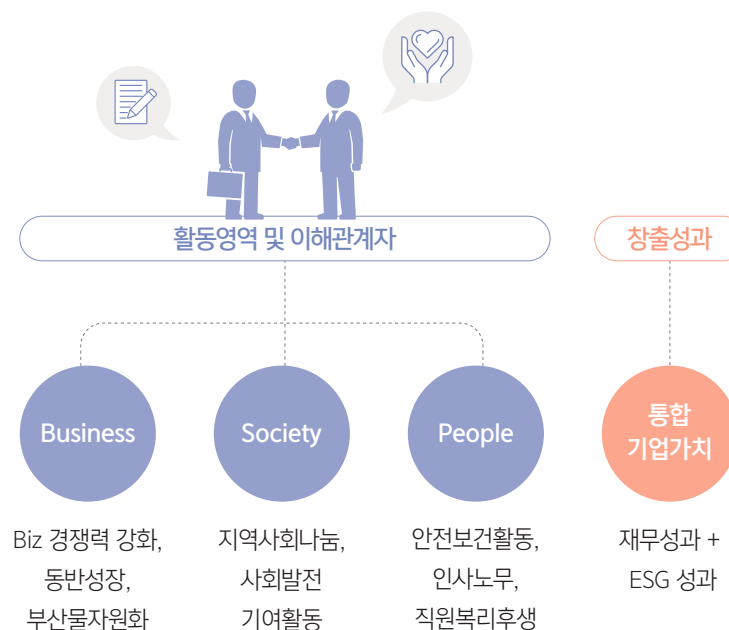 활동영역 및 이해관계자
창출성과
Business
Society
People
통합
기업가치
Biz 경쟁력 강화,
동반성장,
부산물자원화
지역사회나눔,
사회발전
기여활동
안전보건활동,
인사노무,
직원복리후생
재무성과 +
ESG 성과